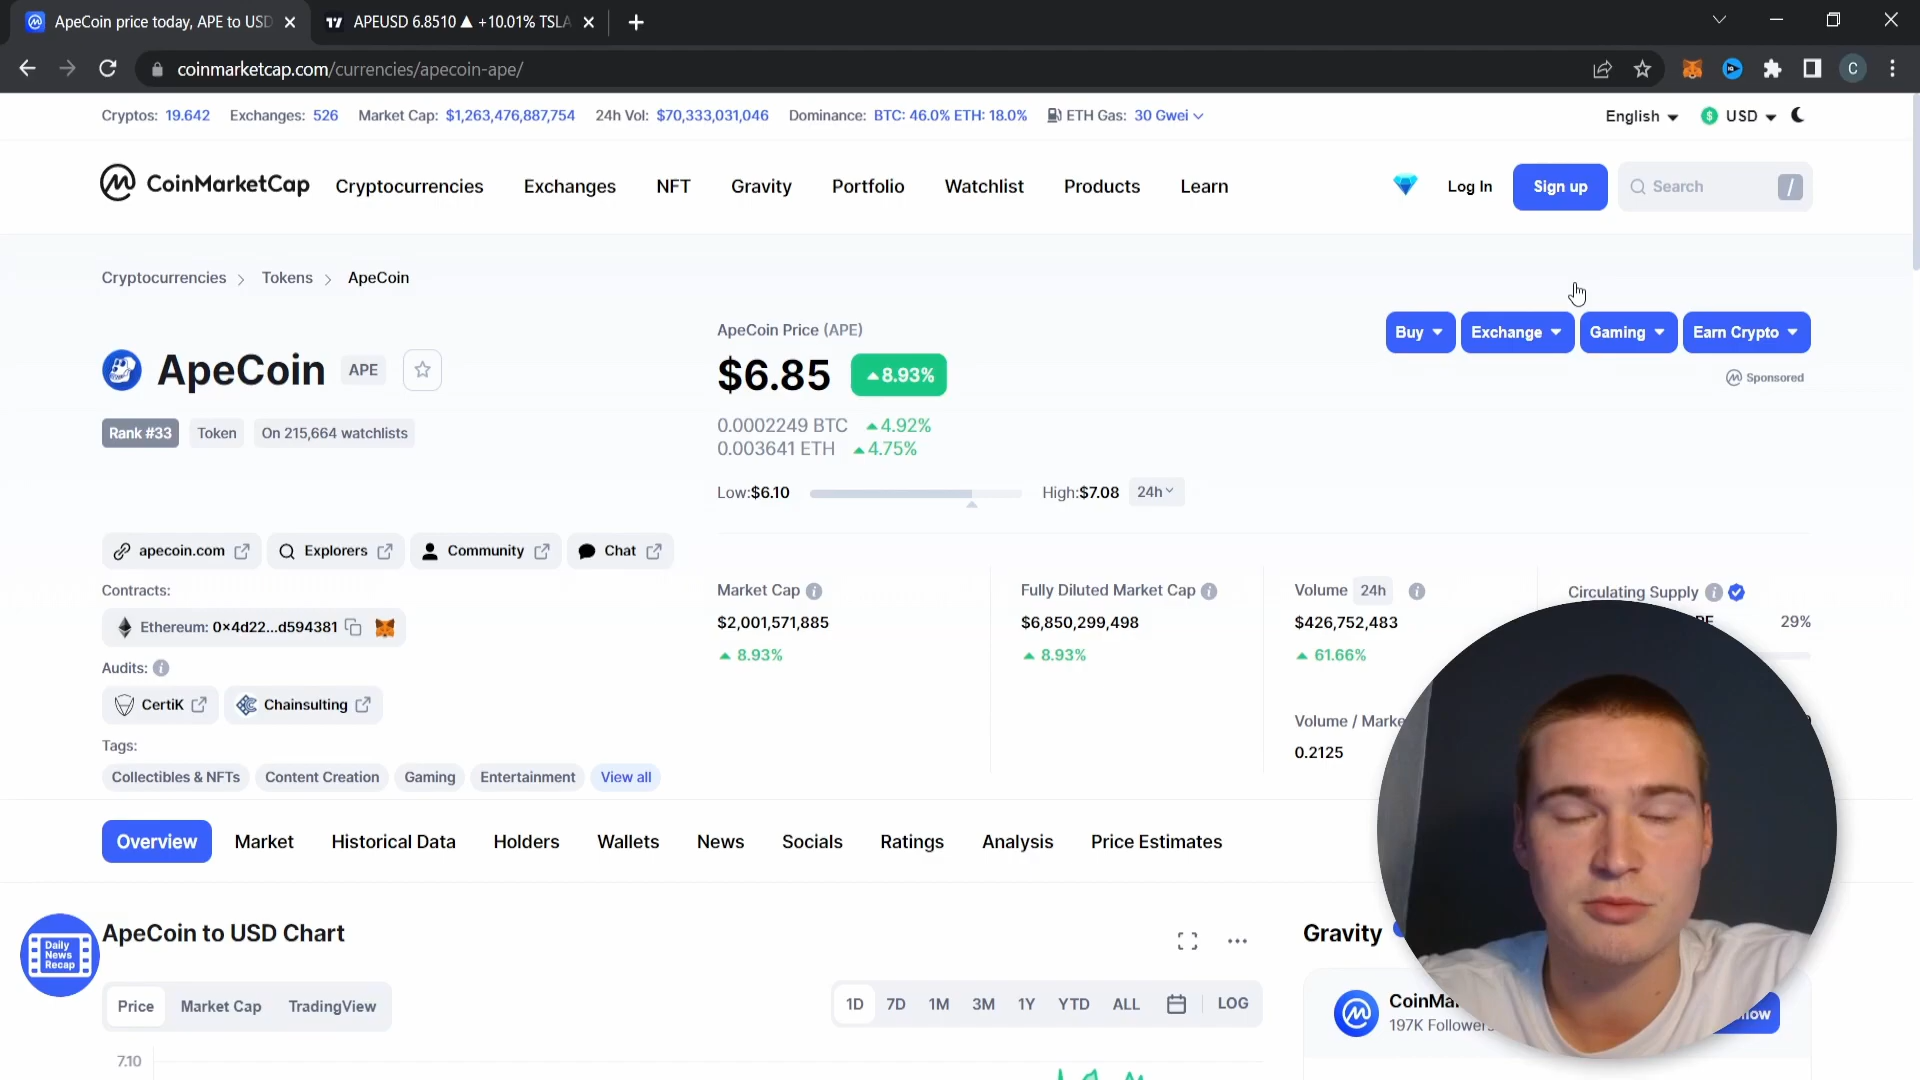 ApeCoin price today, APE to USD
APEUSD 6.8510 ▲ +10.01% TSLA
coinmarketcap.com/currencies/apecoin-ape/
C
Cryptos: 19.642 Exchanges: 526 Market Cap: $1,263,476,887,754 24h Vol: $70,333,031,046 Dominance: BTC: 46.0% ETH: 18.0% ETH Gas: 30 Gwei
English USD
CoinMarketCap Cryptocurrencies Exchanges NFT Gravity Portfolio Watchlist Products Learn Log In Sign up Search /
Cryptocurrencies > Tokens > ApeCoin
ApeCoin APE
Rank #33 Token On 215,664 watchlists
ApeCoin Price (APE)
$6.85 ▲8.93%
0.0002249 BTC ▲4.92%
0.003641 ETH ▲4.75%
Low:$6.10 High:$7.08 24h
Buy Exchange Gaming Earn Crypto
Sponsored
apecoin.com Explorers Community Chat
Contracts:
Ethereum: 0x4d22...d594381
Audits:
CertiK Chainsulting
Tags:
Collectibles & NFTs Content Creation Gaming Entertainment View all
Market Cap
$2,001,571,885
▲ 8.93%
Fully Diluted Market Cap
$6,850,299,498
▲ 8.93%
Volume 24h
$426,752,483
▲ 61.66%
Volume / Marke
0.2125
Circulating Supply
29%
Overview Market Historical Data Holders Wallets News Socials Ratings Analysis Price Estimates
Daily
News
Recap
ApeCoin to USD Chart
Price Market Cap TradingView
1D 7D 1M 3M 1Y YTD ALL LOG
7.10
Gravity
CoinMa
197K Followers